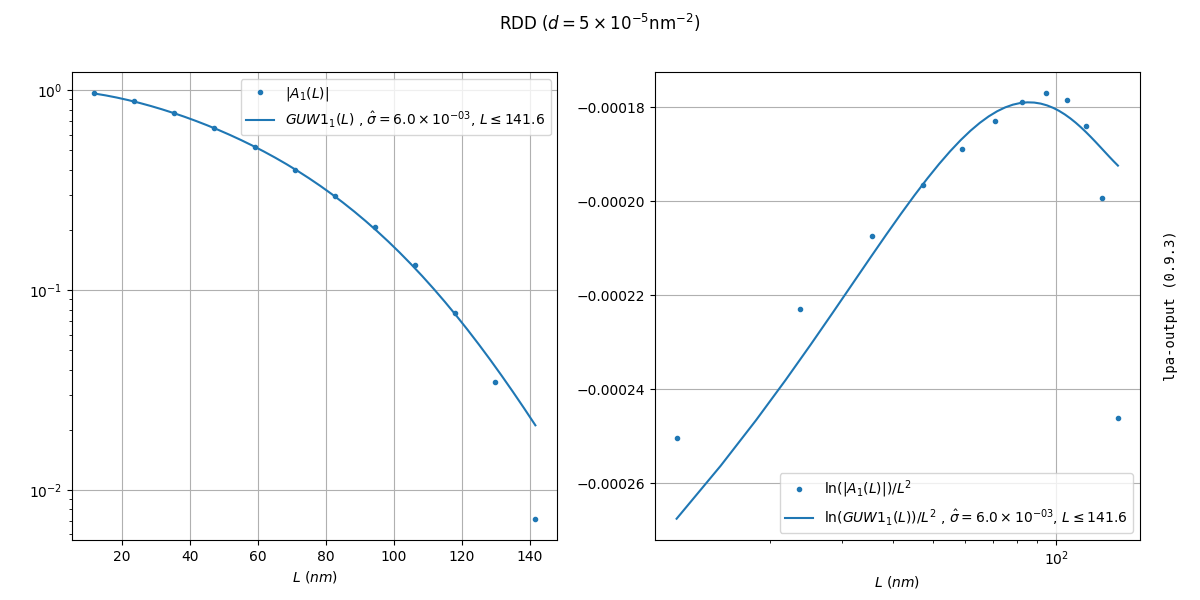 RDD (d = 5 × 10⁻⁵nm⁻²)
10⁰
10⁻¹
10⁻²
20 40 60 80 100 120 140
L (nm)
|A₁(L)|
GUW1₁(L) , σ̂ = 6.0 × 10⁻⁰³, L ≤ 141.6
−0.00018
−0.00020
−0.00022
−0.00024
−0.00026
10²
L (nm)
ln(|A₁(L)|)/L²
ln(GUW1₁(L))/L² , σ̂ = 6.0 × 10⁻⁰³, L ≤ 141.6
lpa-output (0.9.3)